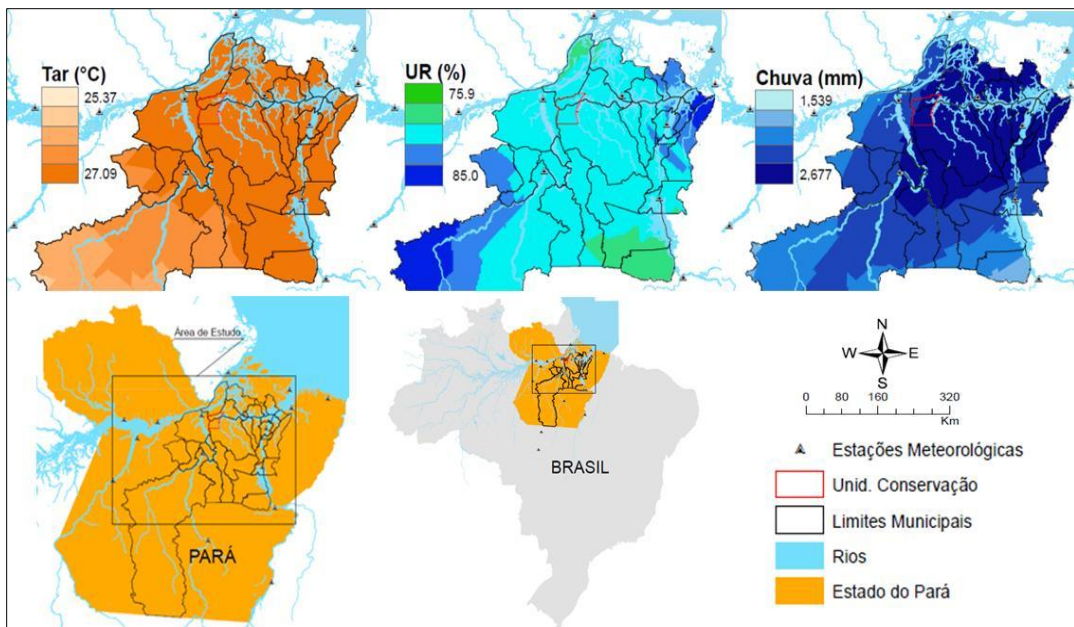 Tar (°C)
25.37
27.09
UR (%)
75.9
85.0
Chuva (mm)
1.539
2.677
Área de Estudo
PARÁ
BRASIL
N
W
E
S
0
80
160
240
320
Km
Estações Meteorológicas
Unid. Conservação
Limites Municipais
Rios
Estado do Pará